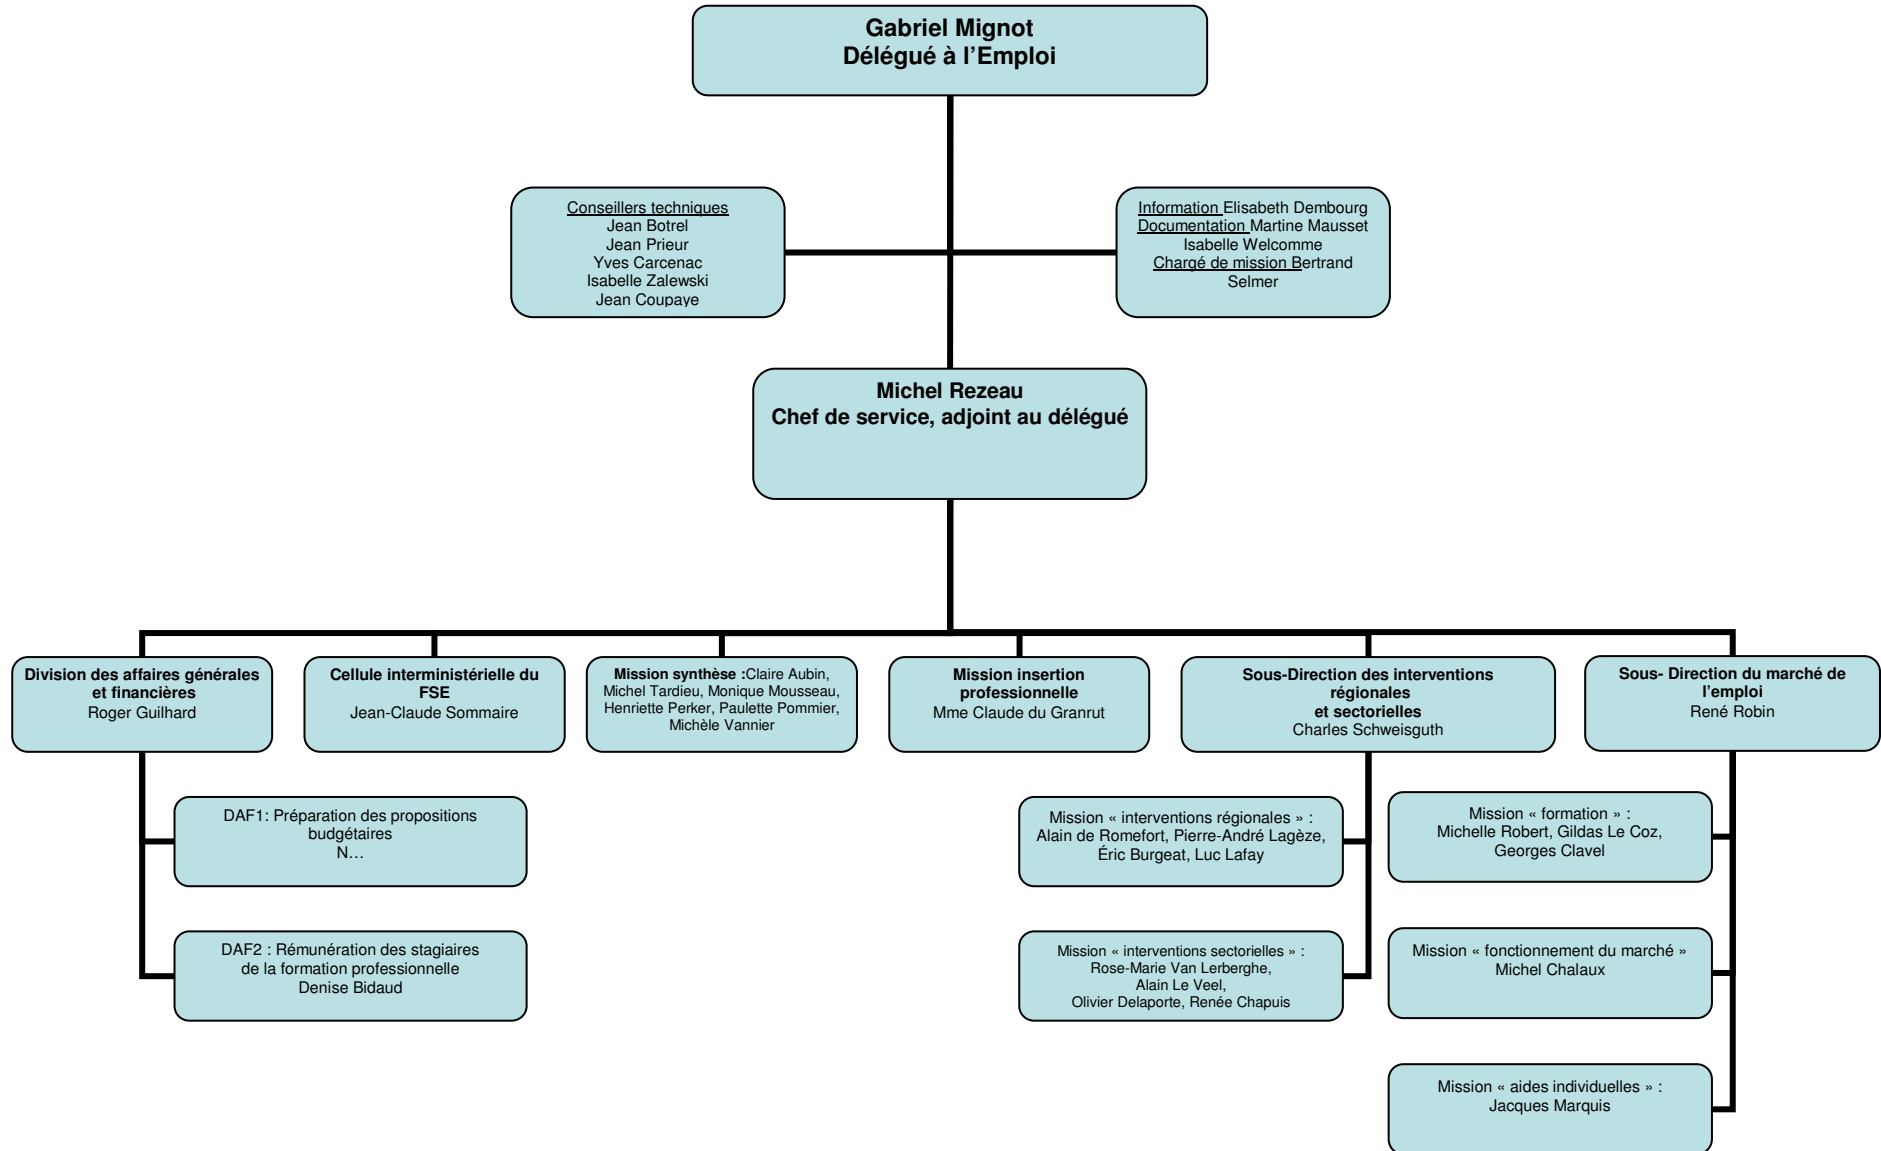 Gabriel Mignot
Délégué à l'Emploi
Conseillers techniques
Jean Botrel
Jean Prieur
Yves Carcenac
Isabelle Zalewski
Jean Coupaye
Information Elisabeth Dembourg
Documentation Martine Mausset
Isabelle Welcomme
Chargé de mission Bertrand
Selmer
Michel Rezeau
Chef de service, adjoint au délégué
Division des affaires générales
et financières
Roger Guilhard
Cellule interministérielle du
FSE
Jean-Claude Sommaire
Mission synthèse :Claire Aubin,
Michel Tardieu, Monique Mousseau,
Henriette Perker, Paulette Pommier,
Michèle Vannier
Mission insertion
professionnelle
Mme Claude du Granrut
Sous-Direction des interventions
régionales
et sectorielles
Charles Schweisguth
Sous- Direction du marché de
l'emploi
René Robin
DAF1: Préparation des propositions
budgétaires
N…
DAF2 : Rémunération des stagiaires
de la formation professionnelle
Denise Bidaud
Mission « interventions régionales » :
Alain de Romefort, Pierre-André Lagèze,
Éric Burgeat, Luc Lafay
Mission « interventions sectorielles » :
Rose-Marie Van Lerberghe,
Alain Le Veel,
Olivier Delaporte, Renée Chapuis
Mission « formation » :
Michelle Robert, Gildas Le Coz,
Georges Clavel
Mission « fonctionnement du marché »
Michel Chalaux
Mission « aides individuelles » :
Jacques Marquis